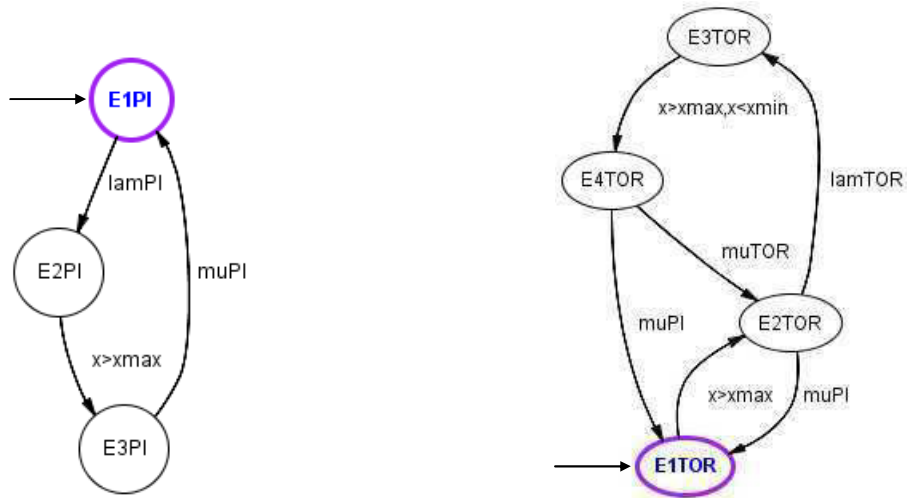 E1PI
lamPI
E2PI
muPI
x>xmax
E3PI
E3TOR
x>xmax,x<xmin
E4TOR
lamTOR
muTOR
muPI
E2TOR
x>xmax
muPI
E1TOR